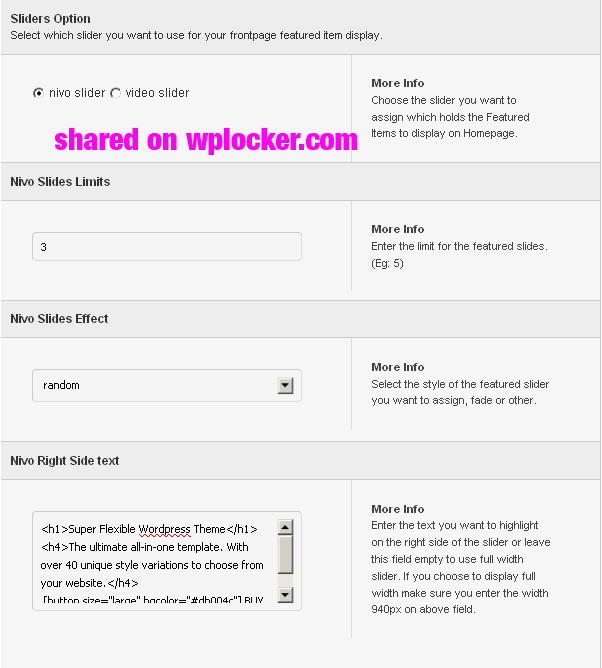 Sliders Option
Select which slider you want to use for your frontpage featured item display.
nivo slider video slider
More Info
Choose the slider you want to
assign which holds the Featured
Items to display on Homepage.
shared on wplocker.com
Nivo Slides Limits
3
More Info
Enter the limit for the featured slides.
(Eg: 5)
Nivo Slides Effect
random
More Info
Select the style of the featured slider
you want to assign, fade or other.
Nivo Right Side text
<h1>Super Flexible Wordpress Theme</h1>
<h4>The ultimate all-in-one template. With
over 40 unique style variations to choose from
your website.</h4>
[button size="large" bgcolor="#db004c"] BUY
More Info
Enter the text you want to highlight
on the right side of the slider or leave
this field empty to use full width
slider. If you choose to display full
width make sure you enter the width
940px on above field.